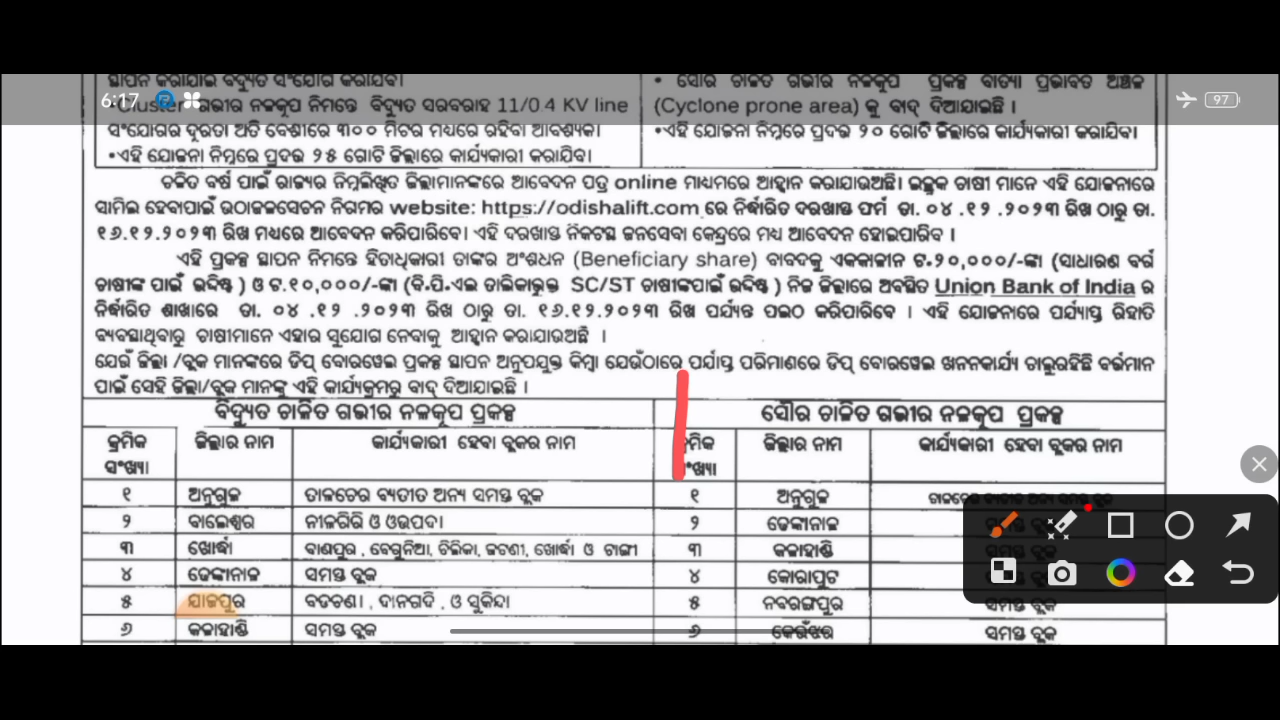 ସ୍ଥାପନ କରାଯାଇ ବିଦ୍ୟୁତ ସଂଯୋଗ କରାଯିବ।
• ସୌର ଚାଳିତ ଗଭୀର ନଳକୂପ ପ୍ରକଳ୍ପ ବାତ୍ୟା ପ୍ରଭାବିତ ଅଞ୍ଚଳ
6:17
97
•Cluster ଗଭୀର ନଳକୂପ ନିମନ୍ତେ ବିଦ୍ୟୁତ ସରବରାହ 11/0.4 KV line
(Cyclone prone area) କୁ ବାଦ୍ ଦିଆଯାଇଛି ।
ସଂଯୋଗର ଦୂରତା ଅତି ବେଶୀରେ ୩୦୦ ମିଟର ମଧ୍ୟରେ ରହିବା ଆବଶ୍ୟକ।
•ଏହି ଯୋଜନା ନିମ୍ନରେ ପ୍ରଦତ୍ତ ୨୦ ଗୋଟି ଜିଲ୍ଲାରେ କାର୍ଯ୍ୟକାରୀ କରାଯିବ।
•ଏହି ଯୋଜନା ନିମ୍ନରେ ପ୍ରଦତ୍ତ ୨୫ ଗୋଟି ଜିଲ୍ଲାରେ କାର୍ଯ୍ୟକାରୀ କରାଯିବ।
ଚଳିତ ବର୍ଷ ପାଇଁ ରାଜ୍ୟର ନିମ୍ନଲିଖିତ ଜିଲ୍ଲାମାନଙ୍କରେ ଆବେଦନ ପତ୍ର online ମାଧ୍ୟମରେ ଆହ୍ୱାନ କରାଯାଉଅଛି। ଇଚ୍ଛୁକ ଚାଷୀ ମାନେ ଏହି ଯୋଜନାରେ
ସାମିଲ ହେବାପାଇଁ ଉଠାଜଳସେଚନ ନିଗମର website: https://odishalift.com ରେ ନିର୍ଦ୍ଧାରିତ ଦରଖାସ୍ତ ଫର୍ମ ତା. ୦୪ .୧୨ .୨୦୨୩ ରିଖ ଠାରୁ ତା.
୧୬.୧୨.୨୦୨୩ ରିଖ ମଧ୍ୟରେ ଆବେଦନ କରିପାରିବେ। ଏହି ଦରଖାସ୍ତ ନିକଟସ୍ଥ ଜନସେବା କେନ୍ଦ୍ରରେ ମଧ୍ୟ ଆବେଦନ ହୋଇପାରିବ ।
ଏହି ପ୍ରକଳ୍ପ ସ୍ଥାପନ ନିମନ୍ତେ ହିତାଧିକାରୀ ତାଙ୍କର ଅଂଶଧନ (Beneficiary share) ବାବଦକୁ ଏକକାଳୀନ ଟ.୨୦,୦୦୦/-ଙ୍କା (ସାଧାରଣ ବର୍ଗ
ଚାଷୀଙ୍କ ପାଇଁ ଉଦ୍ଦିଷ୍ଟ ) ଓ ଟ.୧୦,୦୦୦/-ଙ୍କା (ବି.ପି.ଏଲ ତାଲିକାଭୁକ୍ତ SC/ST ଚାଷୀଙ୍କପାଇଁ ଉଦ୍ଦିଷ୍ଟ ) ନିଜ ଜିଲ୍ଲାରେ ଅବସ୍ଥିତ Union Bank of India ର
ନିର୍ଦ୍ଧାରିତ ଶାଖାରେ ତା. ୦୪ .୧୨ .୨୦୨୩ ରିଖ ଠାରୁ ତା. ୧୬.୧୨.୨୦୨୩ ରିଖ ପର୍ଯ୍ୟନ୍ତ ପଇଠ କରିପାରିବେ । ଏହି ଯୋଜନାରେ ପର୍ଯ୍ୟାପ୍ତ ରିହାତି
ବ୍ୟବସ୍ଥାଥିବାରୁ ଚାଷୀମାନେ ଏହାର ସୁଯୋଗ ନେବାକୁ ଆହ୍ୱାନ କରାଯାଉଅଛି ।
ଯେଉଁ ଜିଲ୍ଲା /ବ୍ଲକ ମାନଙ୍କରେ ଡିପ୍ ବୋରୱେଲ ପ୍ରକଳ୍ପ ସ୍ଥାପନ ଅନୁପଯୁକ୍ତ କିମ୍ବା ଯେଉଁଠାରେ ପର୍ଯ୍ୟାପ୍ତ ପରିମାଣରେ ଡିପ୍ ବୋରୱେଲ ଖନନକାର୍ଯ୍ୟ ଚାଲୁରହିଛି ବର୍ତ୍ତମାନ
ପାଇଁ ସେହି ଜିଲ୍ଲା/ବ୍ଲକ ମାନଙ୍କୁ ଏହି କାର୍ଯ୍ୟକ୍ରମରୁ ବାଦ୍ ଦିଆଯାଇଛି ।
ବିଦ୍ୟୁତ ଚାଳିତ ଗଭୀର ନଳକୂପ ପ୍ରକଳ୍ପ
ସୌର ଚାଳିତ ଗଭୀର ନଳକୂପ ପ୍ରକଳ୍ପ
କ୍ରମିକ ସଂଖ୍ୟା
ଜିଲ୍ଲାର ନାମ
କାର୍ଯ୍ୟକାରୀ ହେବା ବ୍ଲକର ନାମ
ଜିଲ୍ଲାର ନାମ
କାର୍ଯ୍ୟକାରୀ ହେବା ବ୍ଲକର ନାମ
୧ ଅନୁଗୁଳ ତାଳଚେର ବ୍ୟତୀତ ଅନ୍ୟ ସମସ୍ତ ବ୍ଲକ ୧ ଅନୁଗୁଳ
୨ ବାଲେଶ୍ୱର ନୀଳଗିରି ଓ ଓଉପଦା ୨ ଢେଙ୍କାନାଳ
୩ ଖୋର୍ଦ୍ଧା ବାଣପୁର , ବେଗୁନିଆ, ଚିଲିକା, ଜଟଣୀ, ଖୋର୍ଦ୍ଧା ଓ ଟାଙ୍ଗୀ ୩ କଳାହାଣ୍ଡି
୪ ଢେଙ୍କାନାଳ ସମସ୍ତ ବ୍ଲକ ୪ କୋରାପୁଟ
୫ ଯାଜପୁର ବଡଚଣା , ଦାନଗଦି , ଓ ସୁକିନ୍ଦା ୫ ନବରଙ୍ଗପୁର ସମସ୍ତ ବ୍ଲକ
୬ କଳାହାଣ୍ଡି ସମସ୍ତ ବ୍ଲକ ୬ କେଉଁଝର ସମସ୍ତ ବ୍ଲକ